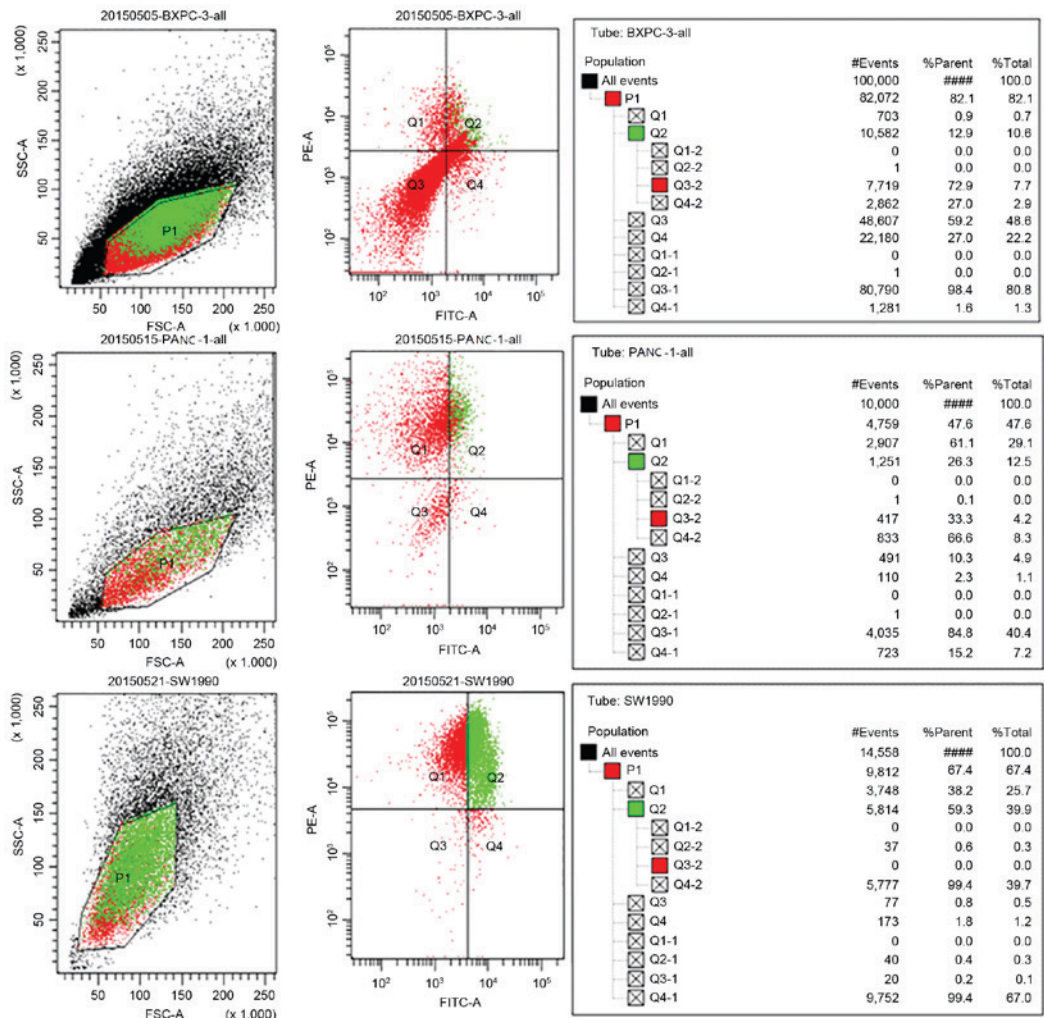 20150505-BXPC-3-all
(x 1,000)
SSC-A
250
200
150
100
50
P1
50 100 150 200 250
FSC-A (x 1.000)
20150505-BXPC-3-all
PE-A
10⁵
10⁴
10³
10²
Q1 Q2
Q3 Q4
10² 10³ 10⁴ 10⁵
FITC-A
Tube: BXPC-3-all
Population #Events %Parent %Total
All events 100,000 #### 100.0
P1 82,072 82.1 82.1
Q1 703 0.9 0.7
Q2 10,582 12.9 10.6
Q1-2 0 0.0 0.0
Q2-2 1 0.0 0.0
Q3-2 7,719 72.9 7.7
Q4-2 2,862 27.0 2.9
Q3 48,607 59.2 48.6
Q4 22,180 27.0 22.2
Q1-1 0 0.0 0.0
Q2-1 1 0.0 0.0
Q3-1 80,790 98.4 80.8
Q4-1 1,281 1.6 1.3
20150515-PANC-1-all
(x 1,000)
SSC-A
250
200
150
100
50
P1
50 100 150 200 250
FSC-A (x 1.000)
20150515-PANC-1-all
PE-A
10⁵
10⁴
10³
10²
Q1 Q2
Q3 Q4
10² 10³ 10⁴ 10⁵
FITC-A
Tube: PANC-1-all
Population #Events %Parent %Total
All events 10,000 #### 100.0
P1 4,759 47.6 47.6
Q1 2,907 61.1 29.1
Q2 1,251 26.3 12.5
Q1-2 0 0.0 0.0
Q2-2 1 0.1 0.0
Q3-2 417 33.3 4.2
Q4-2 833 66.6 8.3
Q3 491 10.3 4.9
Q4 110 2.3 1.1
Q1-1 0 0.0 0.0
Q2-1 1 0.0 0.0
Q3-1 4,035 84.8 40.4
Q4-1 723 15.2 7.2
20150521-SW1990
(x 1,000)
SSC-A
250
200
150
100
50
P1
50 100 150 200 250
FSC-A (x 1.000)
20150521-SW1990
PE-A
10⁵
10⁴
10³
10²
Q1 Q2
Q3 Q4
10² 10³ 10⁴ 10⁵
FITC-A
Tube: SW1990
Population #Events %Parent %Total
All events 14,558 #### 100.0
P1 9,812 67.4 67.4
Q1 3,748 38.2 25.7
Q2 5,814 59.3 39.9
Q1-2 0 0.0 0.0
Q2-2 37 0.6 0.3
Q3-2 0 0.0 0.0
Q4-2 5,777 99.4 39.7
Q3 77 0.8 0.5
Q4 173 1.8 1.2
Q1-1 0 0.0 0.0
Q2-1 40 0.4 0.3
Q3-1 20 0.2 0.1
Q4-1 9,752 99.4 67.0